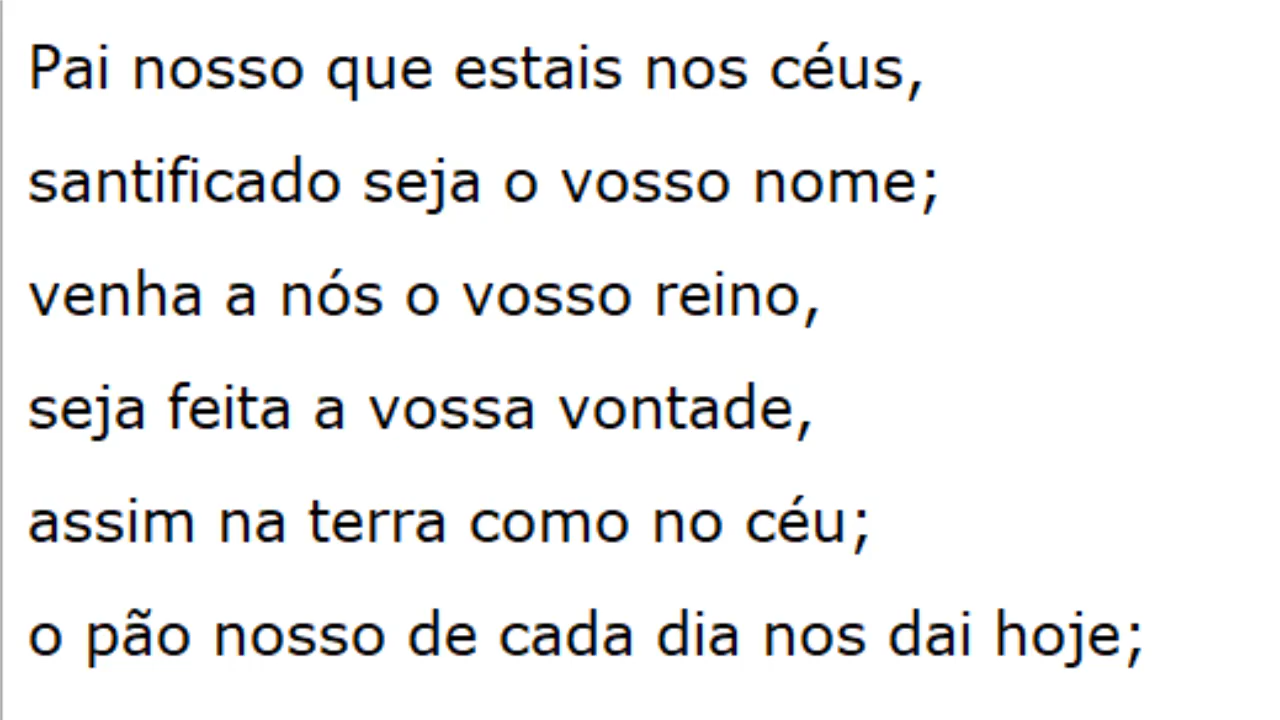 Pai nosso que estais nos céus,
santificado seja o vosso nome;
venha a nós o vosso reino,
seja feita a vossa vontade,
assim na terra como no céu;
o pão nosso de cada dia nos dai hoje;